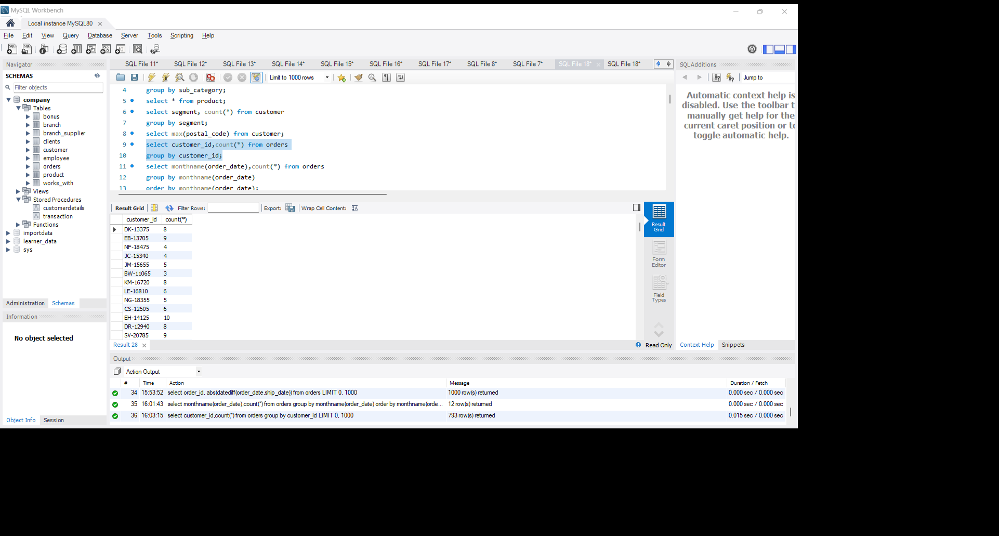 MySQL Workbench
Local instance MySQL80
File Edit View Query Database Server Tools Scripting Help
Navigator
SCHEMAS
Filter objects
company
Tables
bonus
branch
branch_supplier
clients
customer
employee
orders
product
works_with
Views
Stored Procedures
customerdetails
transaction
Functions
importdata
learner_data
sys
Administration Schemas
Information
No object selected
Object Info Session
SQL File 11* SQL File 12* SQL File 13* SQL File 14* SQL File 15* SQL File 16* SQL File 17* SQL File 8* SQL File 7* SQL File 18* SQL File 18*
Limit to 1000 rows
4 group by sub_category;
5 select * from product;
6 select segment, count(*) from customer
7 group by segment;
8 select max(postal_code) from customer;
9 select customer_id,count(*) from orders
10 group by customer_id;
11 select monthname(order_date),count(*) from orders
12 group by monthname(order_date)
13 order by monthname(order_date);
Result Grid Filter Rows: Export: Wrap Cell Content:
customer_id count(*)
DK-13375 8
EB-13705 9
NF-18475 4
JC-15340 4
JM-15655 5
BW-11065 3
KM-16720 8
LE-16810 6
NG-18355 5
CS-12505 6
EH-14125 10
DR-12940 8
SV-20785 9
Result Grid
Form Editor
Field Types
Result 28 Read Only
SQLAdditions
Jump to
Automatic context help is
disabled. Use the toolbar t
manually get help for the
current caret position or to
toggle automatic help.
Context Help Snippets
Output
Action Output
# Time Action Message Duration / Fetch
34 15:53:52 select order_id, abs(datediff(order_date,ship_date)) from orders LIMIT 0, 1000 1000 row(s) returned 0.000 sec / 0.000 sec
35 16:01:43 select monthname(order_date),count(*) from orders group by monthname(order_date) order by monthname(orde... 12 row(s) returned 0.000 sec / 0.000 sec
36 16:03:15 select customer_id,count(*) from orders group by customer_id LIMIT 0, 1000 793 row(s) returned 0.015 sec / 0.000 sec